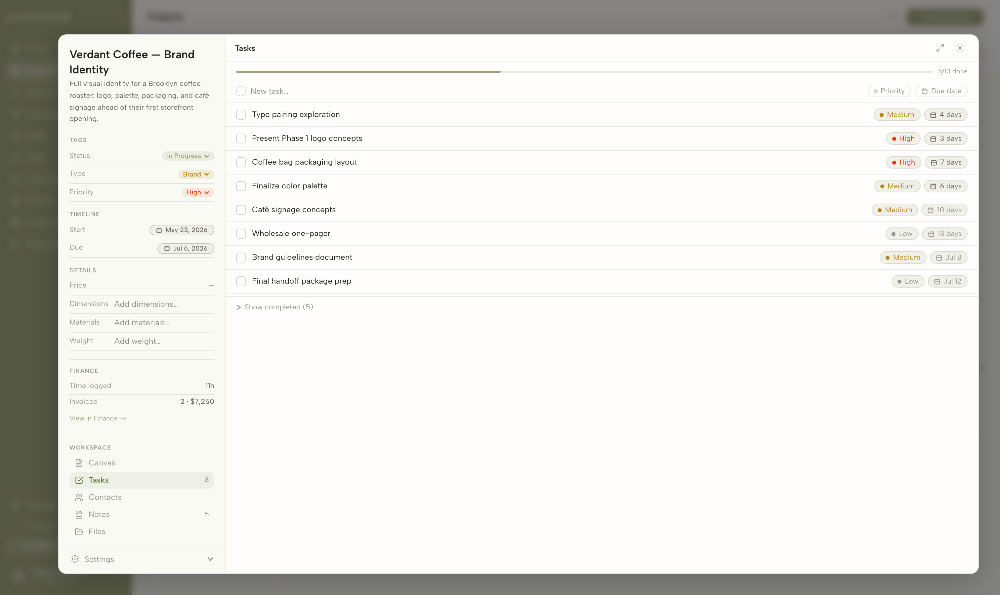 Projects
Verdant Coffee — Brand
Identity
Full visual identity for a Brooklyn coffee
roaster: logo, palette, packaging, and café
signage ahead of their first storefront
opening.
TAGS
Status In Progress
Type Brand
Priority High
TIMELINE
Start May 23, 2026
Due Jul 6, 2026
DETAILS
Price —
Dimensions Add dimensions...
Materials Add materials...
Weight Add weight...
FINANCE
Time logged 11h
Invoiced 2 · $7,250
View in Finance →
WORKSPACE
Canvas
Tasks 8
Contacts
Notes 5
Files
Settings
Tasks
5/13 done
New task... Priority Due date
Type pairing exploration Medium 4 days
Present Phase 1 logo concepts High 3 days
Coffee bag packaging layout High 7 days
Finalize color palette Medium 6 days
Café signage concepts Medium 10 days
Wholesale one-pager Low 13 days
Brand guidelines document Medium Jul 8
Final handoff package prep Low Jul 12
Show completed (5)